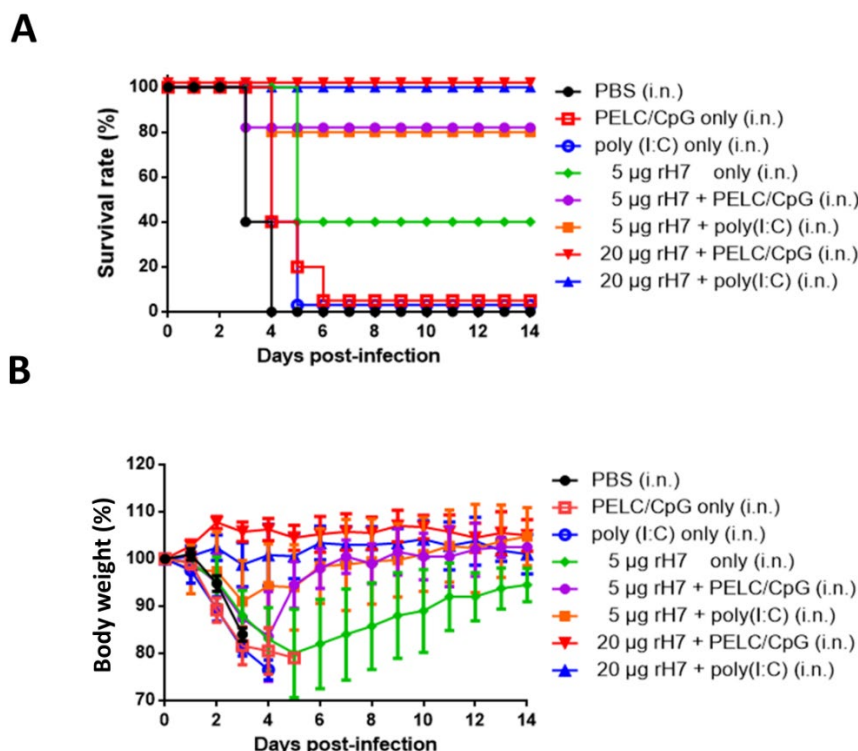 A
Survival rate (%)
100
80
60
40
20
0
0 2 4 6 8 10 12 14
Days post-infection
PBS (i.n.)
PELC/CpG only (i.n.)
poly (I:C) only (i.n.)
5 µg rH7 only (i.n.)
5 µg rH7 + PELC/CpG (i.n.)
5 µg rH7 + poly(I:C) (i.n.)
20 µg rH7 + PELC/CpG (i.n.)
20 µg rH7 + poly(I:C) (i.n.)
B
Body weight (%)
120
110
100
90
80
70
0 2 4 6 8 10 12 14
Days post-infection
PBS (i.n.)
PELC/CpG only (i.n.)
poly (I:C) only (i.n.)
5 µg rH7 only (i.n.)
5 µg rH7 + PELC/CpG (i.n.)
5 µg rH7 + poly(I:C) (i.n.)
20 µg rH7 + PELC/CpG (i.n.)
20 µg rH7 + poly(I:C) (i.n.)